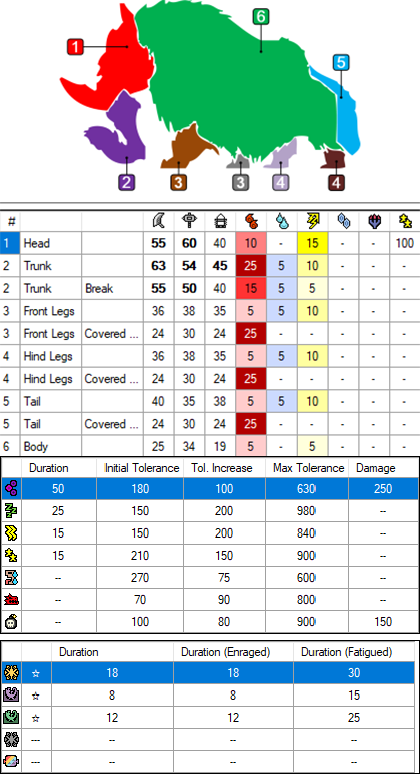 6
1
5
2
3
3
4
4
#
1 Head 55 60 40 10 - 15 - - 100
2 Trunk 63 54 45 25 5 10 - - -
2 Trunk Break 55 50 40 15 5 5 - - -
3 Front Legs 36 38 35 5 5 10 - - -
3 Front Legs Covered ... 24 30 24 25 - - - - -
4 Hind Legs 36 38 35 5 5 10 - - -
4 Hind Legs Covered ... 24 30 24 25 - - - - -
5 Tail 40 35 38 5 5 10 - - -
5 Tail Covered ... 24 30 24 25 - - - - -
6 Body 25 34 19 5 - 5 - - -
Duration Initial Tolerance Tol. Increase Max Tolerance Damage
50 180 100 630 250
25 150 200 980 --
15 150 200 840 --
15 210 150 900 --
-- 270 75 600 --
-- 70 90 800 --
-- 100 80 900 150
Duration Duration (Enraged) Duration (Fatigued)
☆ 18 18 30
☆ 8 8 15
☆ 12 12 25
--- -- -- --
--- -- -- --